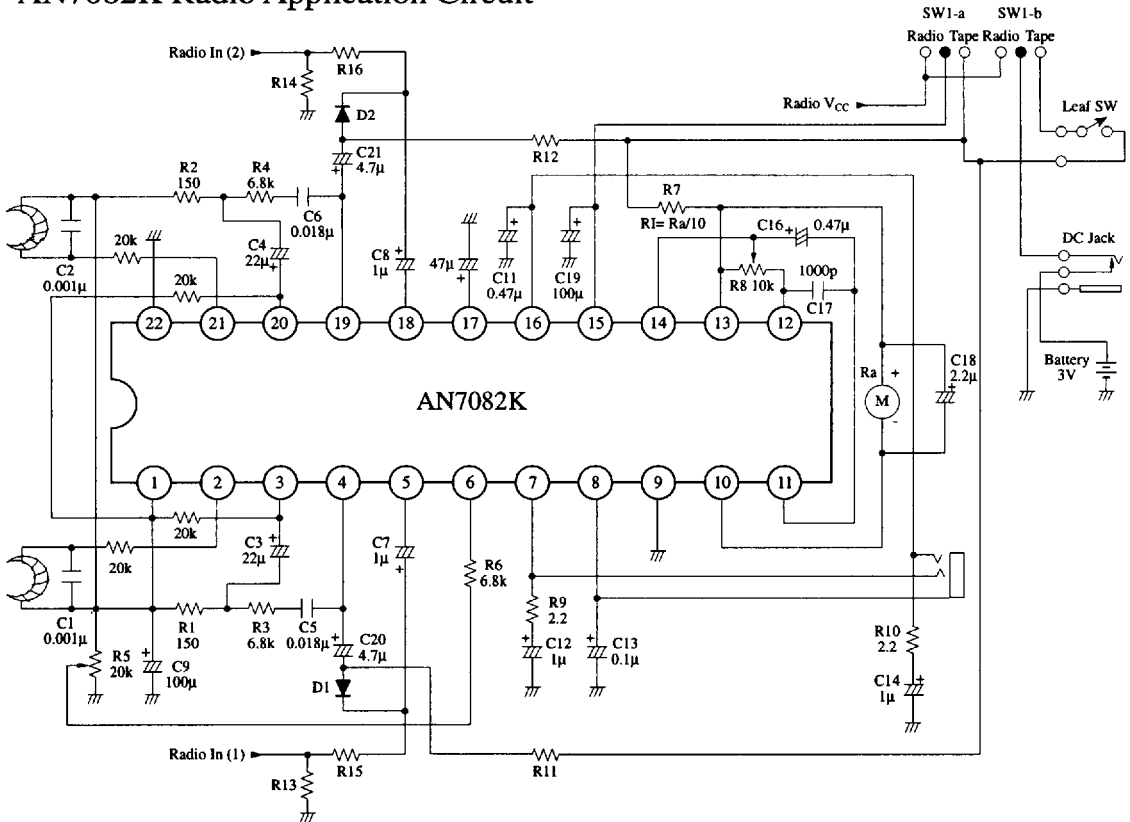 AN7082K Radio Application Circuit
SW1-a SW1-b
Radio Tape Radio Tape
Radio In (2)
R16
R14
D2
Radio VCC
Leaf SW
R12
C21
4.7µ
R2
150
R4
6.8k
C6
0.018µ
R7
RI= Ra/10
C16
+
0.47µ
DC Jack
20k
C4
22µ
+
C8
1µ
+
47µ
+
C11
0.47µ
+
C19
100µ
+
1000p
R8 10k
C17
C2
0.001µ
20k
22 21 20 19 18 17 16 15 14 13 12
Battery
3V
C18
2.2µ
+
Ra
+
M
-
AN7082K
1 2 3 4 5 6 7 8 9 10 11
20k
C3
22µ
+
C7
1µ
+
20k
R6
6.8k
C1
0.001µ
R1
150
R3
6.8k
C5
0.018µ
R9
2.2
C20
4.7µ
+
R5
20k
C9
100µ
+
C12
1µ
+
C13
0.1µ
+
R10
2.2
C14
1µ
+
D1
Radio In (1)
R15
R11
R13